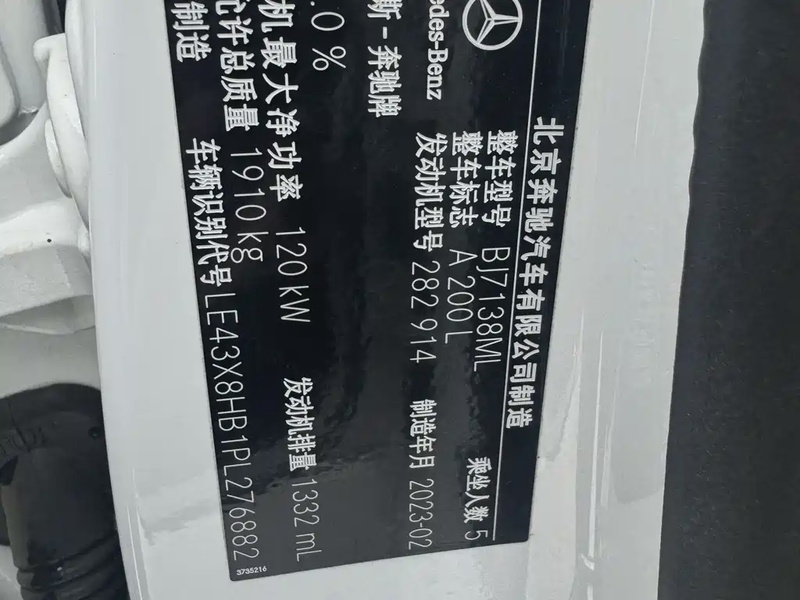 北京奔驰汽车有限公司制造
整车型号 BJ7138ML
整车标志 A 200 L 乘坐人数 5
发动机型号 282 914 制造年月 2023-02
edes-Benz
斯-奔驰牌
.0 %
机最大净功率 120 kW 发动机排量 1332 mL
允许总质量 1910 kg
制造 车辆识别代号 LE43X8HB1PL276882
3735216